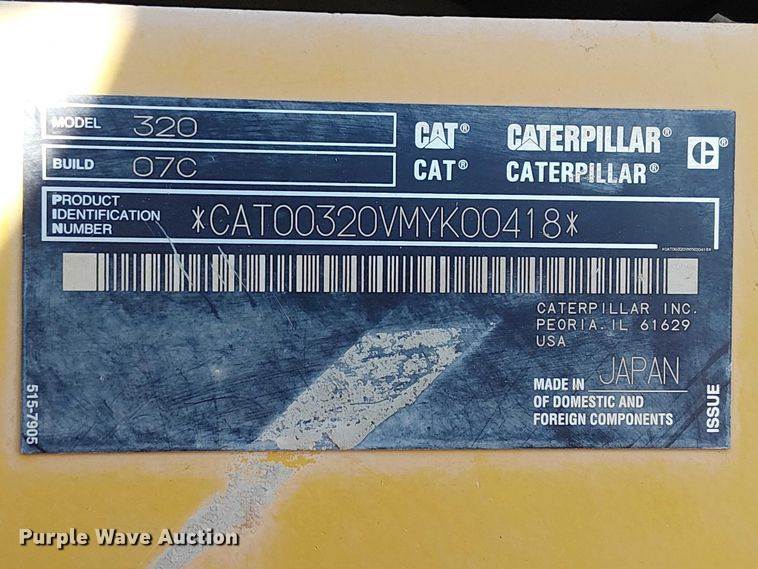 MODEL 320
BUILD 07C
CAT® CATERPILLAR® ®
CAT® CATERPILLAR®
PRODUCT
IDENTIFICATION
NUMBER
*CAT00320VMYK00418*
*CAT00320VMYK00418*
CATERPILLAR INC.
PEORIA. IL 61629
USA
MADE IN JAPAN
OF DOMESTIC AND
FOREIGN COMPONENTS
515-7905
ISSUE
Purple Wave Auction